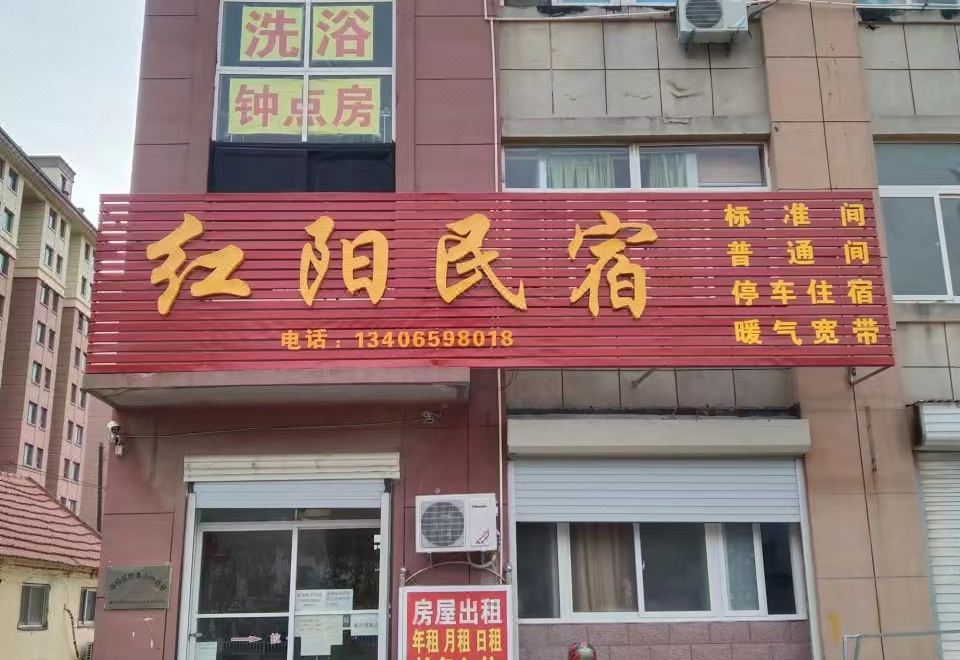 洗浴
钟点房
红阳民宿
电话：13406598018
标准间
普通间
停车住宿
暖气宽带
房屋出租
年租 月租 日租